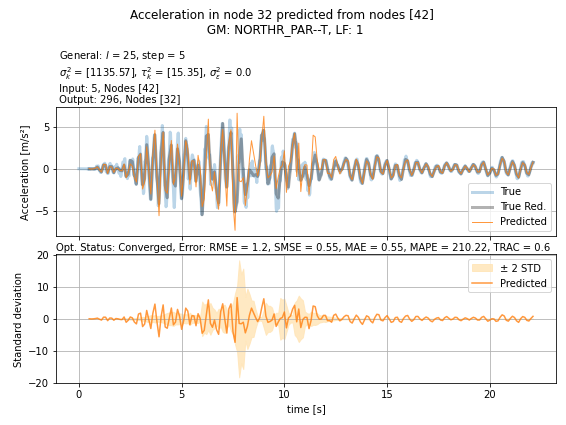 Acceleration in node 32 predicted from nodes [42]
GM: NORTHR_PAR--T, LF: 1
General: l = 25, step = 5
σ²ₖ = [1135.57], τ²ₖ = [15.35], σ²ε = 0.0
Input: 5, Nodes [42]
Output: 296, Nodes [32]
Acceleration [m/s²]
5
0
−5
True
True Red.
Predicted
Opt. Status: Converged, Error: RMSE = 1.2, SMSE = 0.55, MAE = 0.55, MAPE = 210.22, TRAC = 0.6
Standard deviation
20
10
0
−10
−20
± 2 STD
Predicted
0 5 10 15 20
time [s]